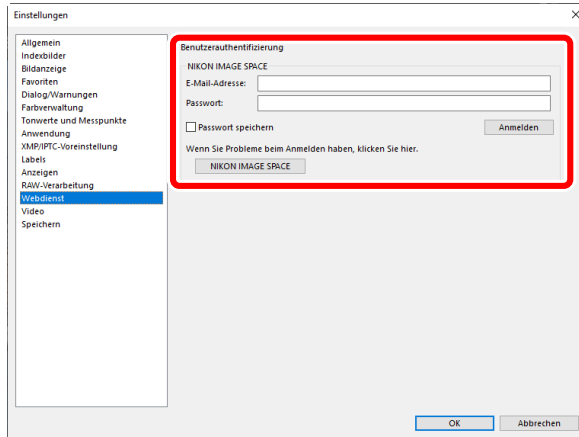 Einstellungen
Allgemein
Indexbilder
Bildanzeige
Favoriten
Dialog/Warnungen
Farbverwaltung
Tonwerte und Messpunkte
Anwendung
XMP/IPTC-Voreinstellung
Labels
Anzeigen
RAW-Verarbeitung
Webdienst
Video
Speichern
Benutzerauthentifizierung
NIKON IMAGE SPACE
E-Mail-Adresse:
Passwort:
Passwort speichern
Anmelden
Wenn Sie Probleme beim Anmelden haben, klicken Sie hier.
NIKON IMAGE SPACE
OK
Abbrechen